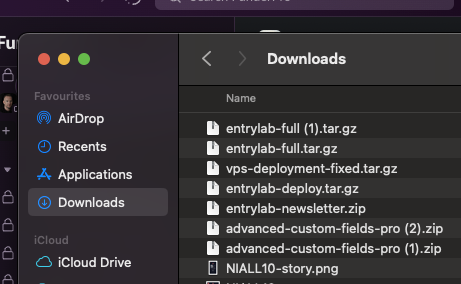 Fu
Downloads
Favourites
Name
AirDrop
entrylab-full (1).tar.gz
Recents
entrylab-full.tar.gz
Applications
vps-deployment-fixed.tar.gz
Downloads
entrylab-deploy.tar.gz
entrylab-newsletter.zip
advanced-custom-fields-pro (2).zip
iCloud
advanced-custom-fields-pro (1).zip
iCloud Drive
NIALL10-story.png